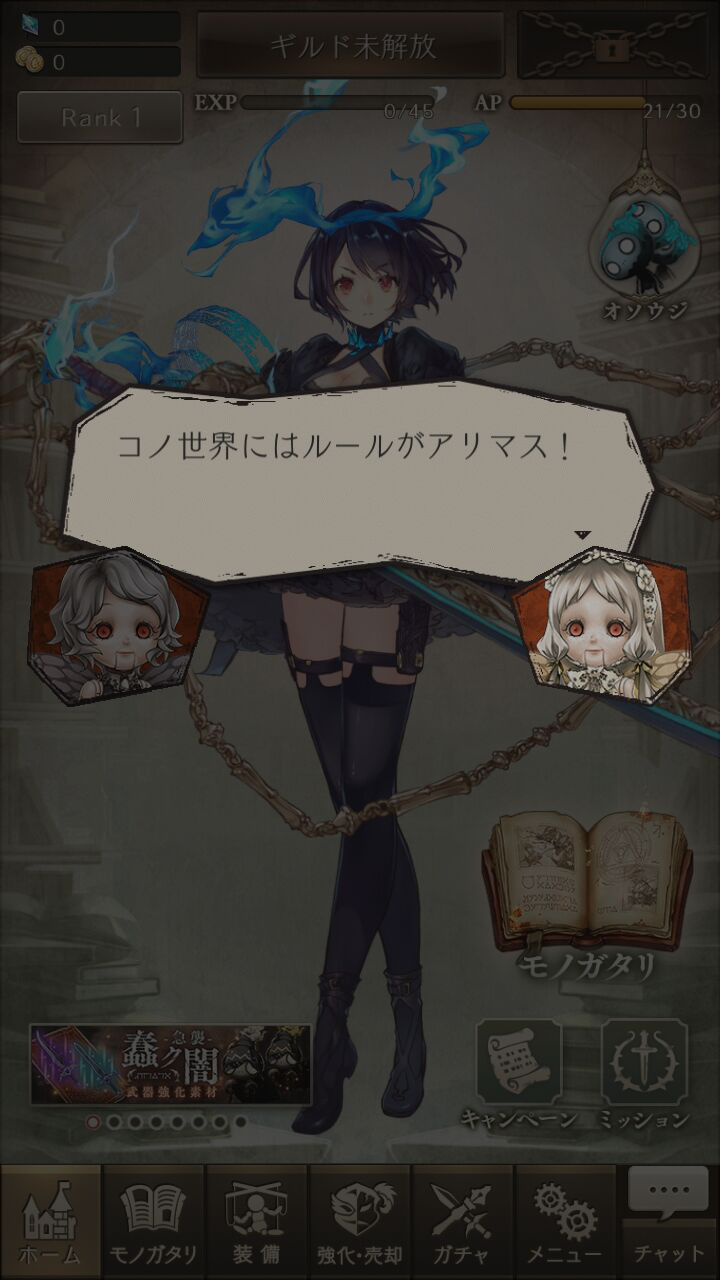 0
0
ギルド未解放
Rank 1
EXP
0/45
AP
21/30
オソウジ
コノ世界にはルールがアリマス！
モノガタリ
急襲
蠢ク闇
武器強化素材
キャンペーン
ミッション
ホーム
モノガタリ
装備
強化・売却
ガチャ
メニュー
チャット